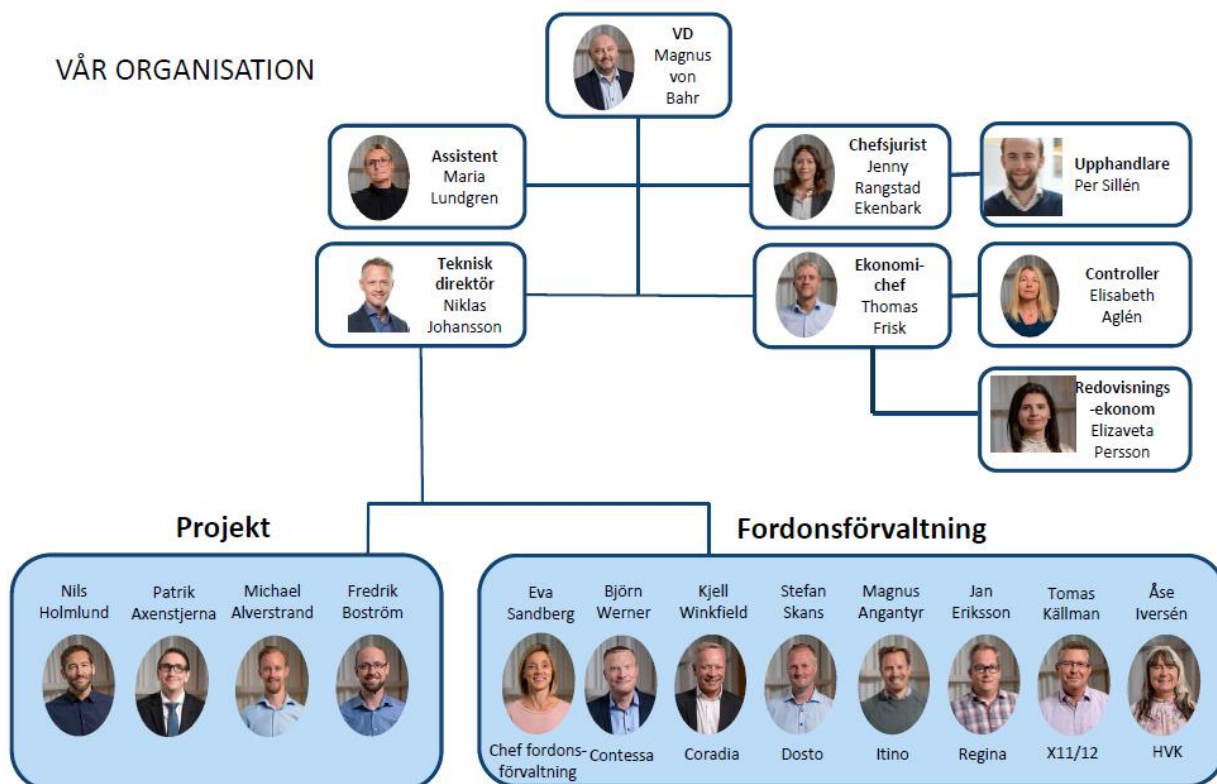 VÅR ORGANISATION
VD
Magnus
von
Bahr
Assistent
Maria
Lundgren
Chefsjurist
Jenny
Rangstad
Ekenbark
Upphandlare
Per Sillén
Teknisk
direktör
Niklas
Johansson
Ekonomi-
chef
Thomas
Frisk
Controller
Elisabeth
Aglén
Redovisnings
-ekonom
Elizaveta
Persson
Projekt
Nils
Holmlund
Patrik
Axenstjerna
Michael
Alverstrand
Fredrik
Boström
Fordonsförvaltning
Eva
Sandberg
Björn
Werner
Kjell
Winkfield
Stefan
Skans
Magnus
Angantyr
Jan
Eriksson
Tomas
Källman
Åse
Iversén
Chef fordons-
förvaltning
Contessa
Coradia
Dosto
Itino
Regina
X11/12
HVK